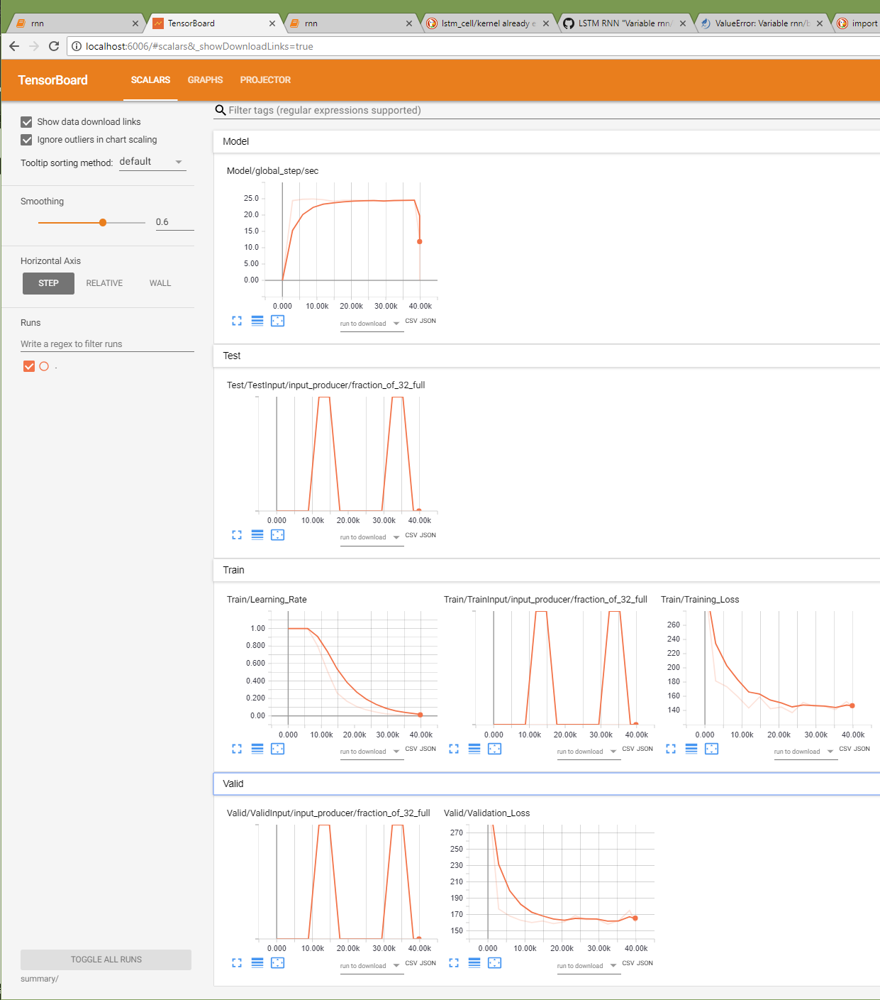 rnn
TensorBoard
rnn
lstm_cell/kernel already e
LSTM RNN "Variable rnn/
ValueError: Variable rnn/b
import
localhost:6006/#scalars&_showDownloadLinks=true
TensorBoard SCALARS GRAPHS PROJECTOR
Show data download links
Ignore outliers in chart scaling
Tooltip sorting method: default
Smoothing
0.6
Horizontal Axis
STEP RELATIVE WALL
Runs
Write a regex to filter runs
.
TOGGLE ALL RUNS
summary/
Filter tags (regular expressions supported)
Model
Model/global_step/sec
25.0
20.0
15.0
10.0
5.00
0.00
0.000 10.00k 20.00k 30.00k 40.00k
run to download CSV JSON
Test
Test/TestInput/input_producer/fraction_of_32_full
0.000 10.00k 20.00k 30.00k 40.00k
run to download CSV JSON
Train
Train/Learning_Rate
1.00
0.800
0.600
0.400
0.200
0.00
0.000 10.00k 20.00k 30.00k 40.00k
run to download CSV JSON
Train/TrainInput/input_producer/fraction_of_32_full
0.000 10.00k 20.00k 30.00k 40.00k
run to download CSV JSON
Train/Training_Loss
260
240
220
200
180
160
140
0.000 10.00k 20.00k 30.00k 40.00k
run to download CSV JSON
Valid
Valid/ValidInput/input_producer/fraction_of_32_full
0.000 10.00k 20.00k 30.00k 40.00k
run to download CSV JSON
Valid/Validation_Loss
270
250
230
210
190
170
150
0.000 10.00k 20.00k 30.00k 40.00k
run to download CSV JSON